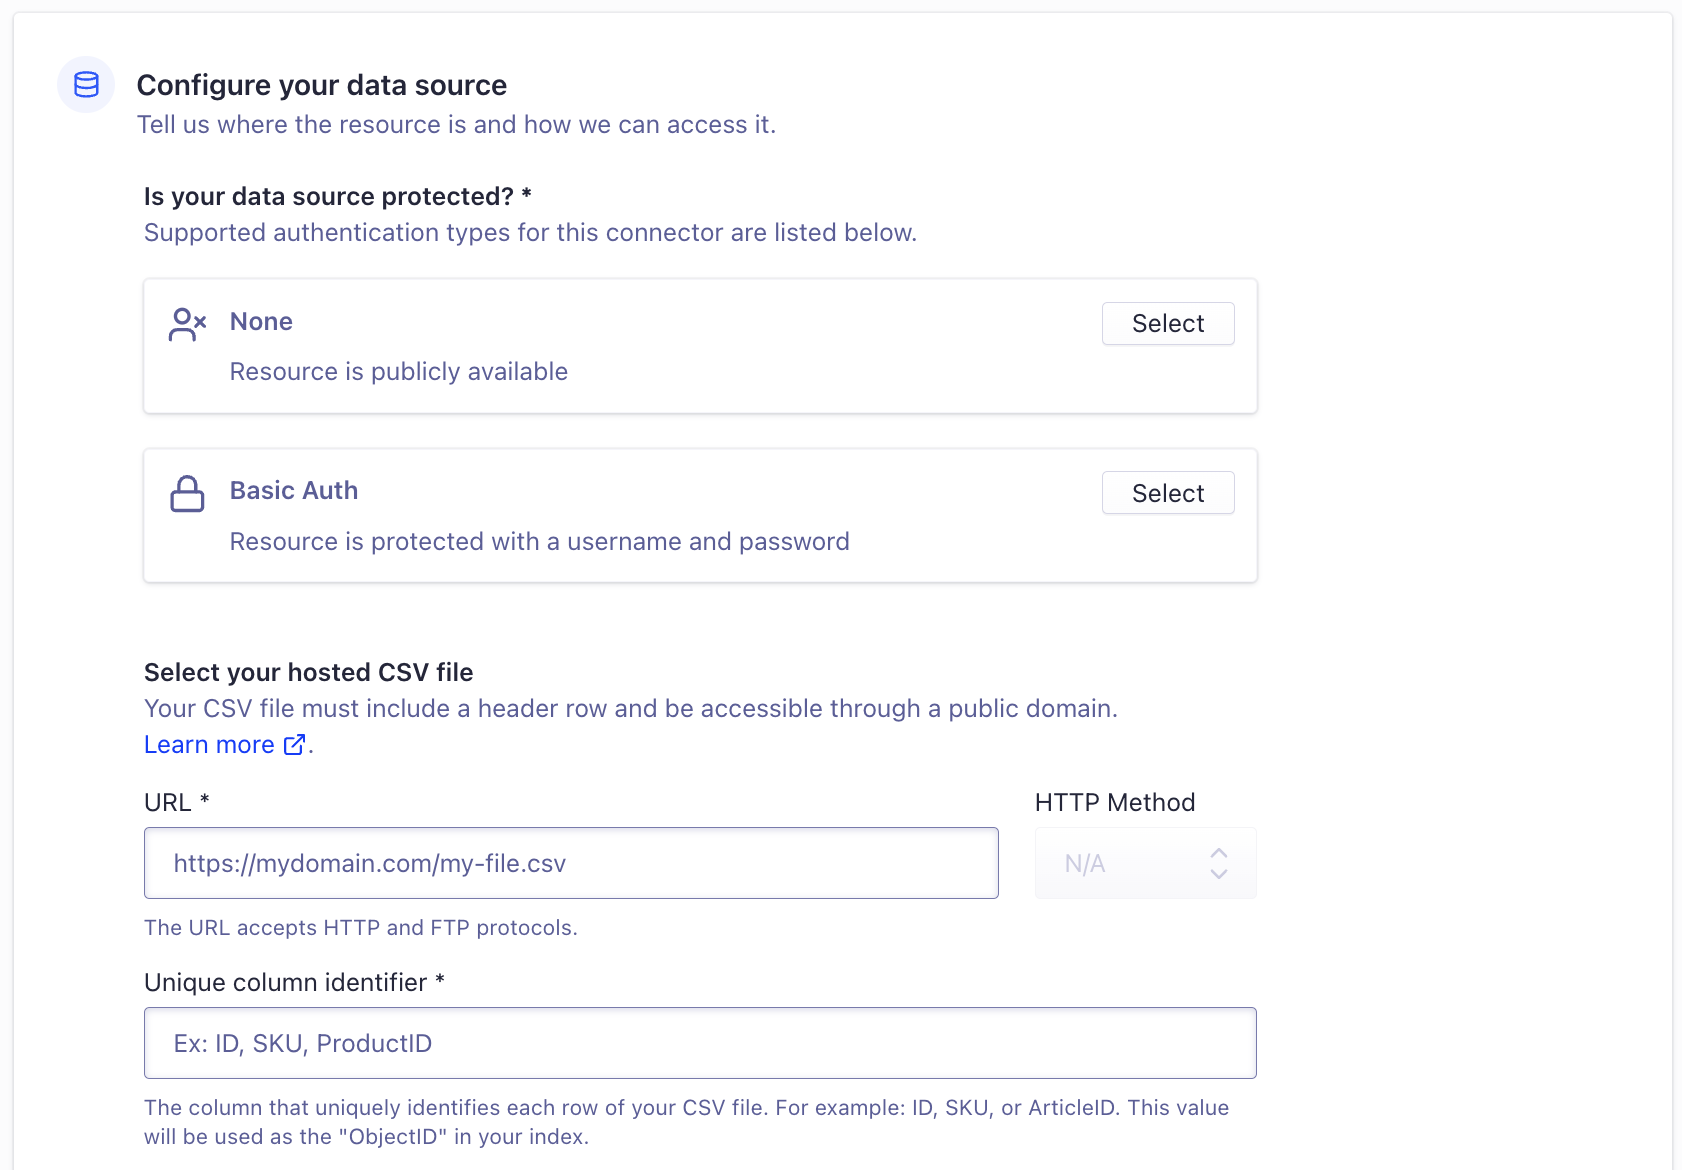 Configure your data source
Tell us where the resource is and how we can access it.
Is your data source protected? *
Supported authentication types for this connector are listed below.
None
Select
Resource is publicly available
Basic Auth
Select
Resource is protected with a username and password
Select your hosted CSV file
Your CSV file must include a header row and be accessible through a public domain.
Learn more .
URL *
HTTP Method
https://mydomain.com/my-file.csv
N/A
The URL accepts HTTP and FTP protocols.
Unique column identifier *
Ex: ID, SKU, ProductID
The column that uniquely identifies each row of your CSV file. For example: ID, SKU, or ArticleID. This value
will be used as the "ObjectID" in your index.